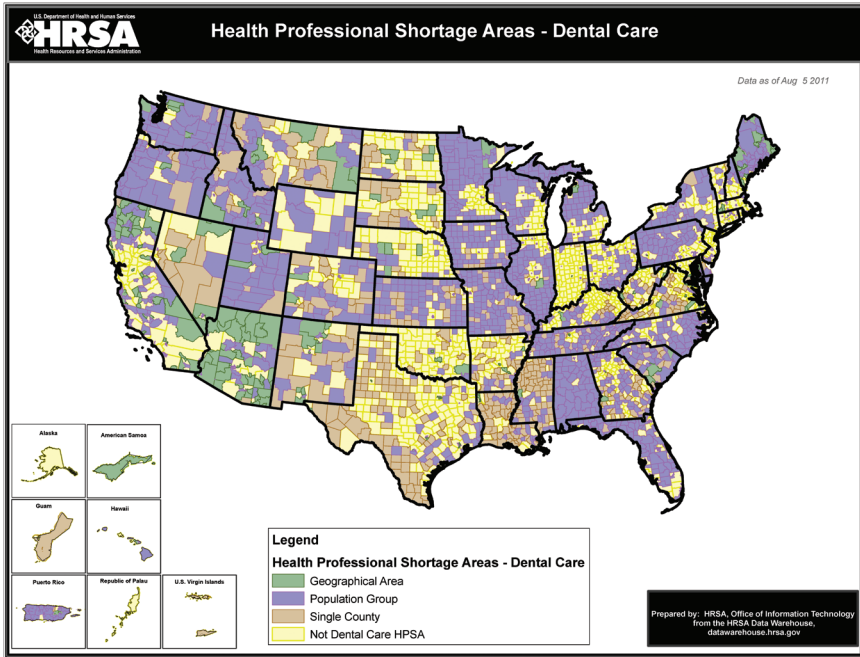 U.S. Department of Health and Human Services
HRSA
Health Resources and Services Administration
Health Professional Shortage Areas - Dental Care
Data as of Aug 5 2011
Alaska
American Samoa
Guam
Hawaii
Puerto Rico
Republic of Palau
U.S. Virgin Islands
Legend
Health Professional Shortage Areas - Dental Care
Geographical Area
Population Group
Single County
Not Dental Care HPSA
Prepared by: HRSA, Office of Information Technology
from the HRSA Data Warehouse,
datawarehouse.hrsa.gov